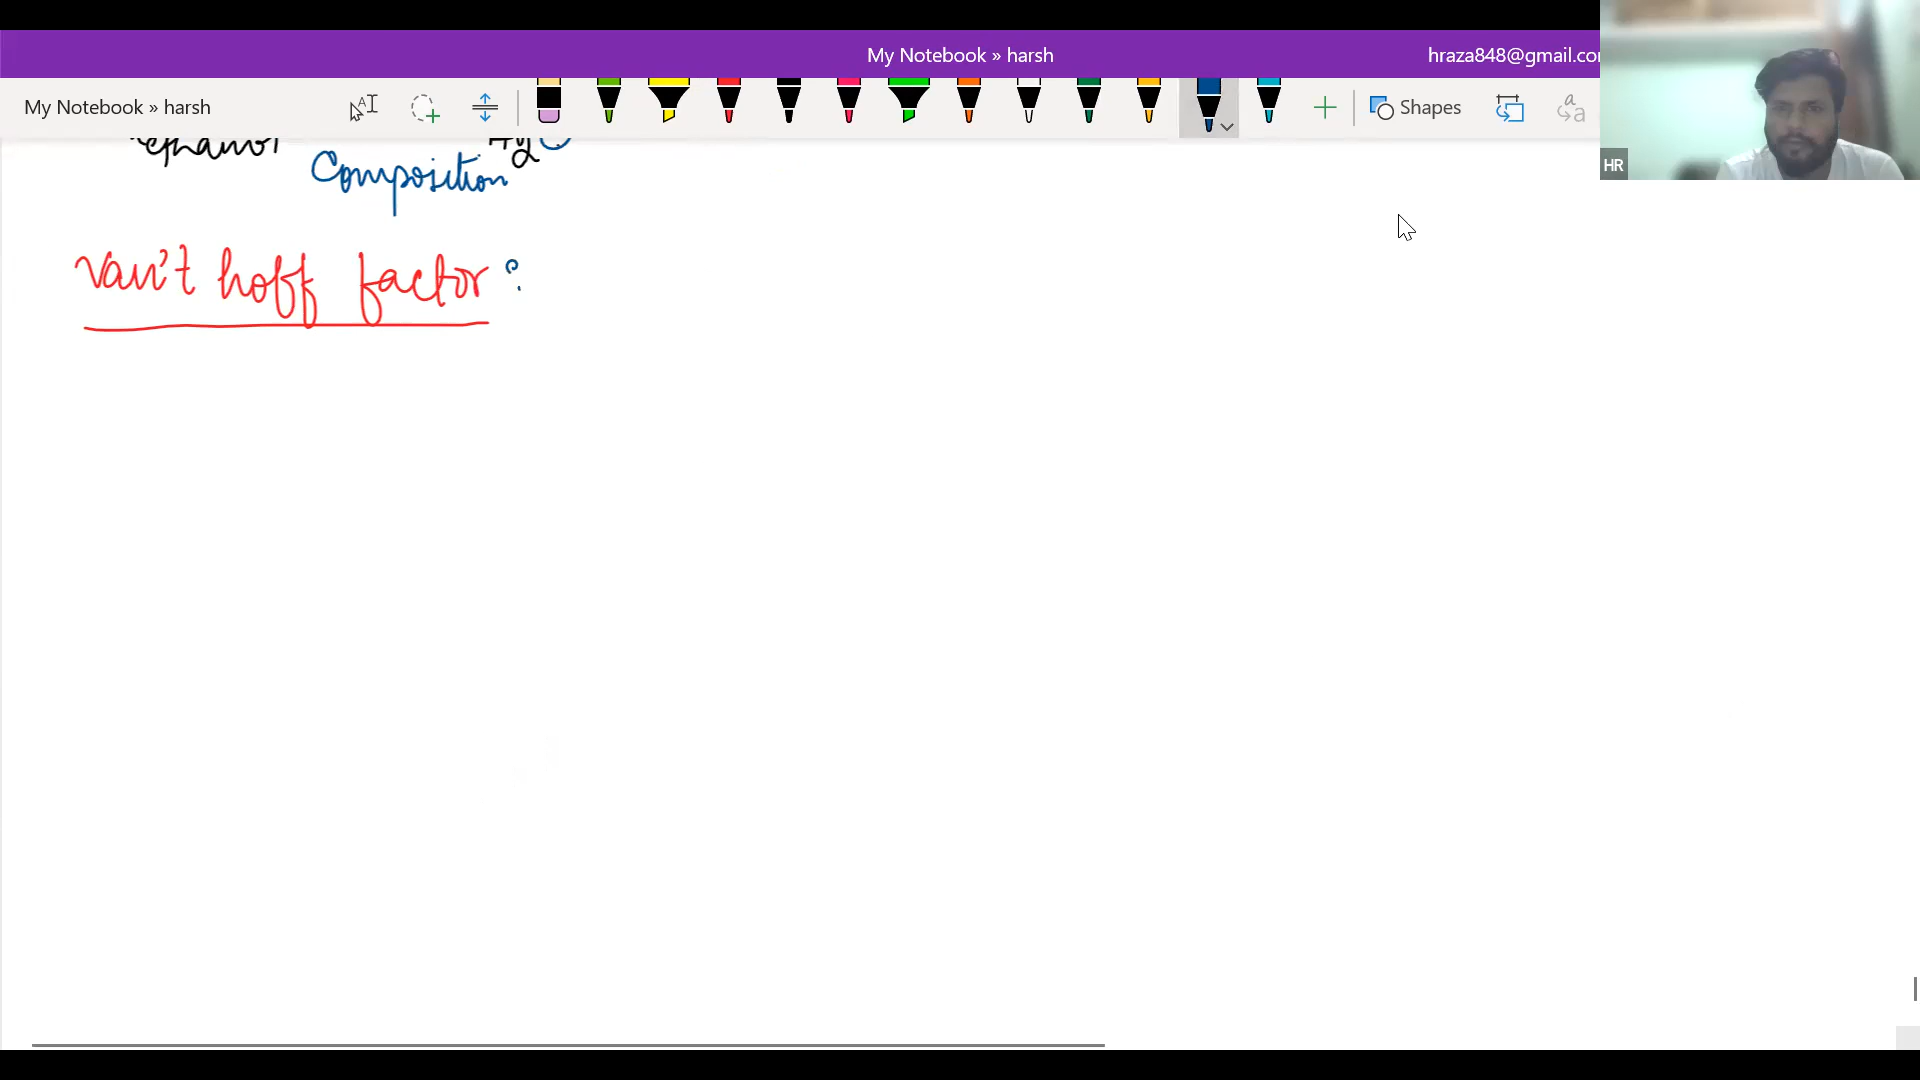 My Notebook » harsh
hraza848@gmail.co
My Notebook » harsh
Shapes
HR
Composition
Van't hoff factor :